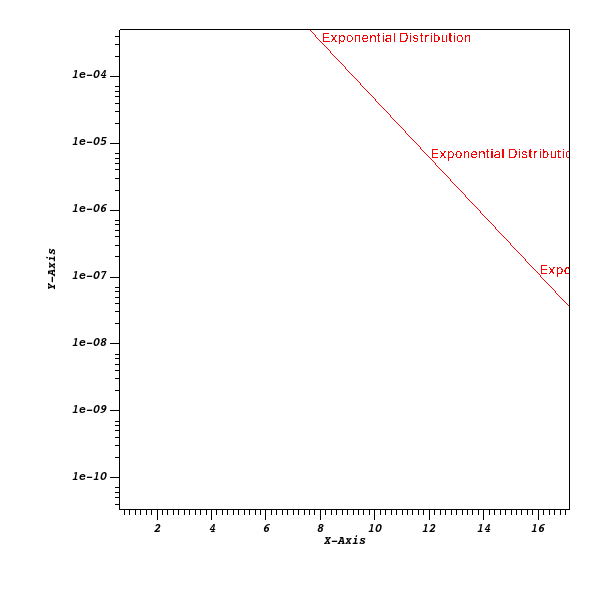 Exponential Distribution
1e-04
1e-05
Exponential Distributio
1e-06
Y-Axis
1e-07
Expo
1e-08
1e-09
1e-10
2 4 6 8 10 12 14 16
X-Axis